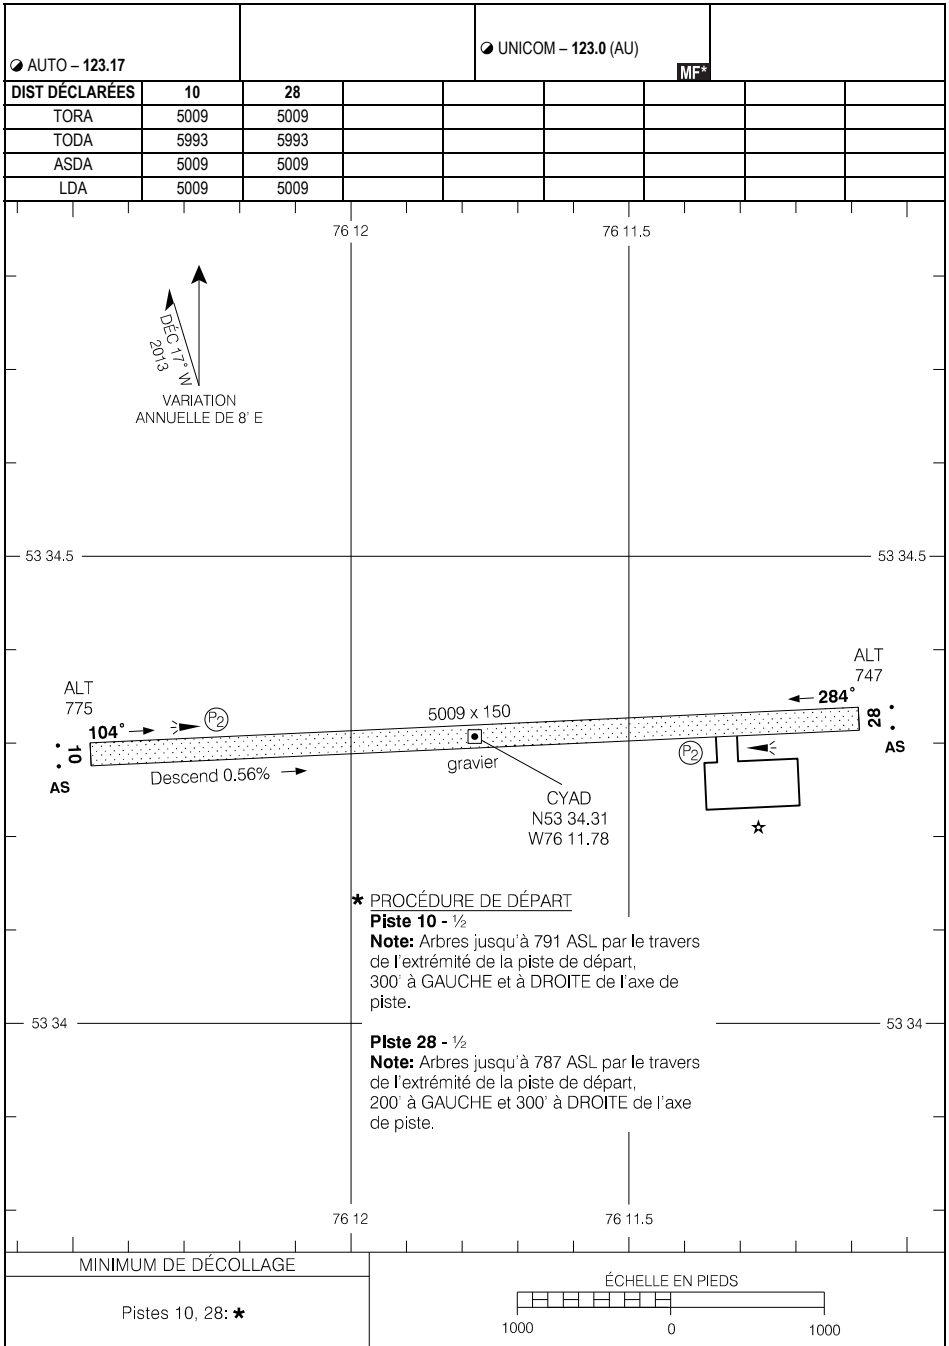 AUTO – 123.17
UNICOM – 123.0 (AU)
MF*
DIST DÉCLARÉES 10 28
TORA 5009 5009
TODA 5993 5993
ASDA 5009 5009
LDA 5009 5009
76 12 76 11.5
DÉC 17° W
2013
VARIATION
ANNUELLE DE 8' E
53 34.5 53 34.5
ALT
747
ALT
775
284°
104°
P2
5009 x 150
28
10
AS
AS
P2
gravier
Descend 0.56%
CYAD
N53 34.31
W76 11.78
* PROCÉDURE DE DÉPART
Piste 10 - ½
Note: Arbres jusqu'à 791 ASL par le travers
de l'extrémité de la piste de départ,
300' à GAUCHE et à DROITE de l'axe de
piste.
53 34 53 34
Piste 28 - ½
Note: Arbres jusqu'à 787 ASL par le travers
de l'extrémité de la piste de départ,
200' à GAUCHE et 300' à DROITE de l'axe
de piste.
76 12 76 11.5
MINIMUM DE DÉCOLLAGE
Pistes 10, 28: *
ÉCHELLE EN PIEDS
1000 0 1000